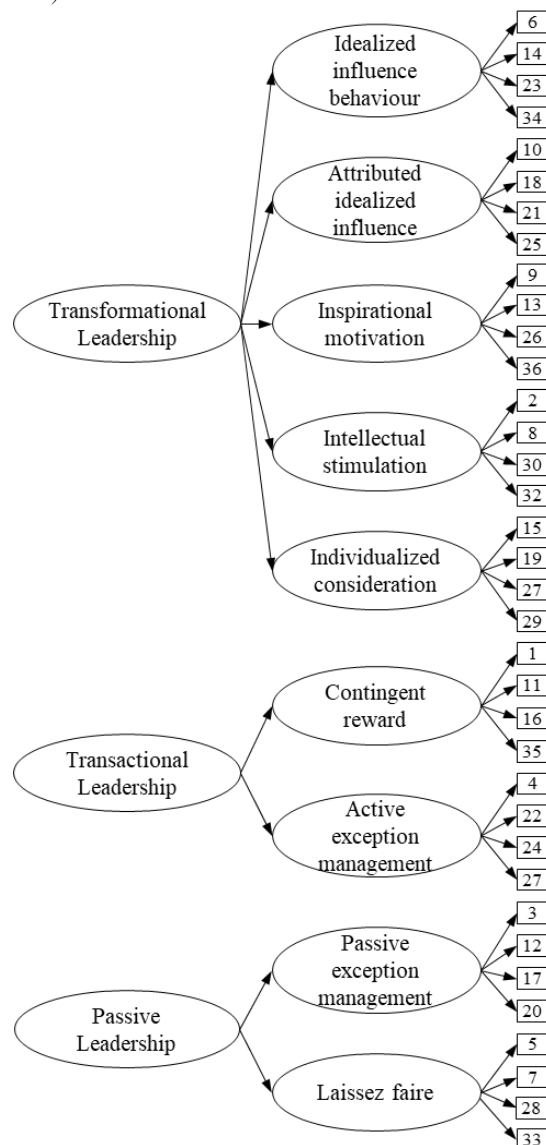 Idealized
influence
behaviour
6
14
23
34
Attributed
idealized
influence
10
18
21
25
Transformational
Leadership
Inspirational
motivation
9
13
26
36
Intellectual
stimulation
2
8
30
32
Individualized
consideration
15
19
27
29
Contingent
reward
1
11
16
35
Transactional
Leadership
Active
exception
management
4
22
24
27
Passive
exception
management
3
12
17
20
Passive
Leadership
Laissez faire
5
7
28
33